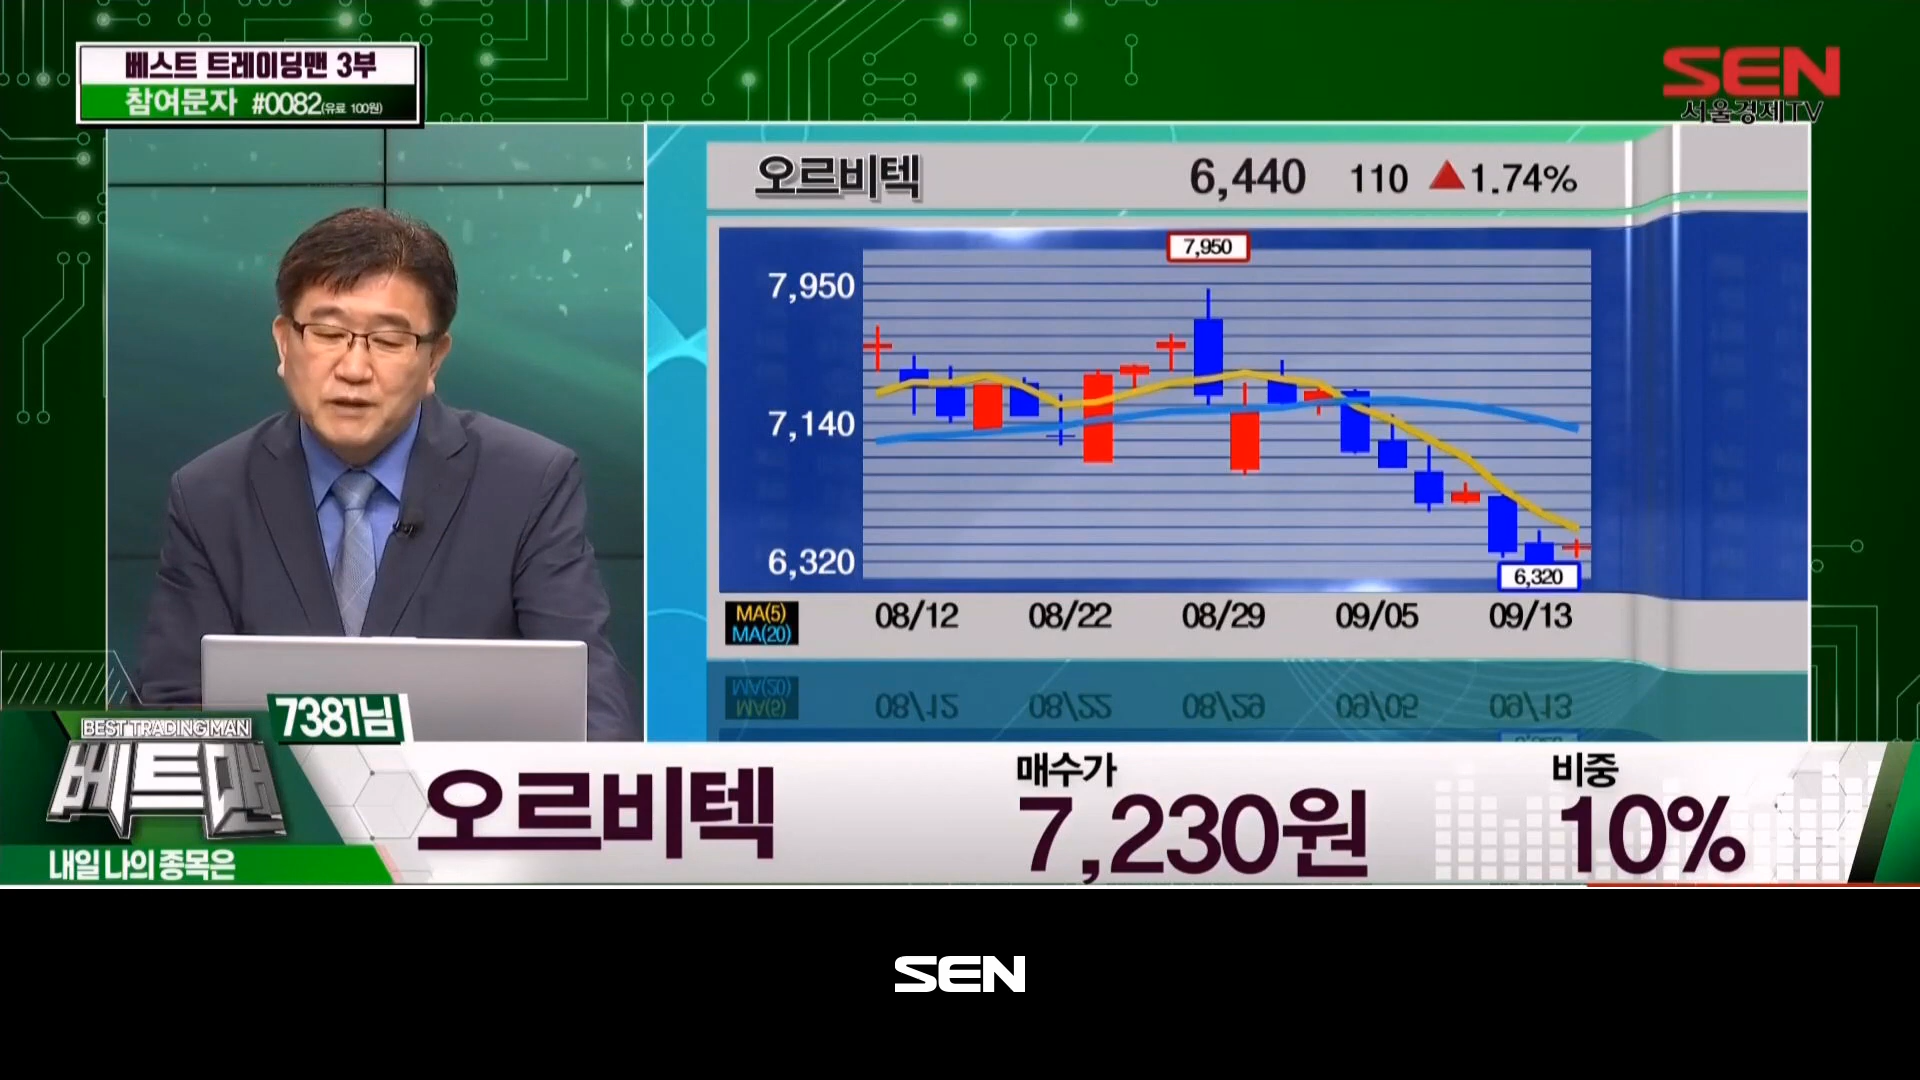 베스트 트레이딩맨 3부
참여문자 #0082(유료 100원)
SEN
서울경제TV
오르비텍 6,440 110 ▲1.74%
7,950
7,950
7,140
6,320
6,320
MA(5)
MA(20)
08/12 08/22 08/29 09/05 09/13
BEST TRADING MAN
베트맨
내일 나의 종목은
7381님
오르비텍
매수가
7,230원
비중
10%
SEN